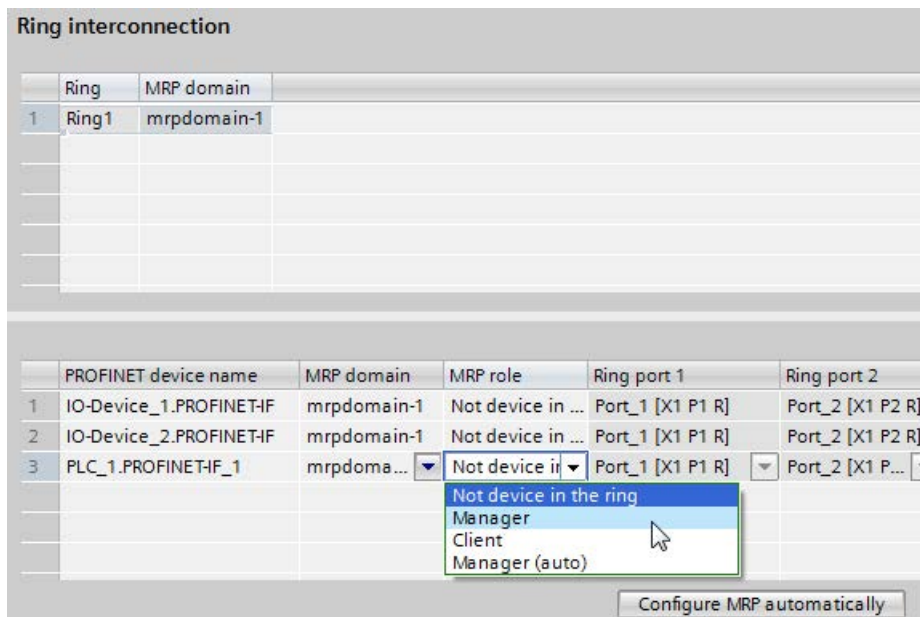 Ring interconnection
Ring MRP domain
1 Ring1 mrpdomain-1
PROFINET device name MRP domain MRP role Ring port 1 Ring port 2
1 IO-Device_1.PROFINET-IF mrpdomain-1 Not device in ... Port_1 [X1 P1 R] Port_2 [X1 P2 R]
2 IO-Device_2.PROFINET-IF mrpdomain-1 Not device in ... Port_1 [X1 P1 R] Port_2 [X1 P2 R]
3 PLC_1.PROFINET-IF_1 mrpdoma... Not device ir Port_1 [X1 P1 R] Port_2 [X1 P...
Not device in the ring
Manager
Client
Manager (auto)
Configure MRP automatically